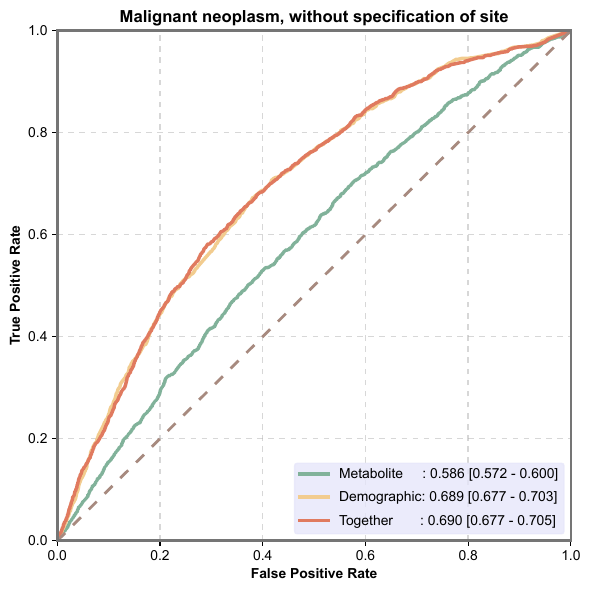 Malignant neoplasm, without specification of site
True Positive Rate
1.0
0.8
0.6
0.4
0.2
0.0
Metabolite : 0.586 [0.572 - 0.600]
Demographic: 0.689 [0.677 - 0.703]
Together : 0.690 [0.677 - 0.705]
0.0 0.2 0.4 0.6 0.8 1.0
False Positive Rate